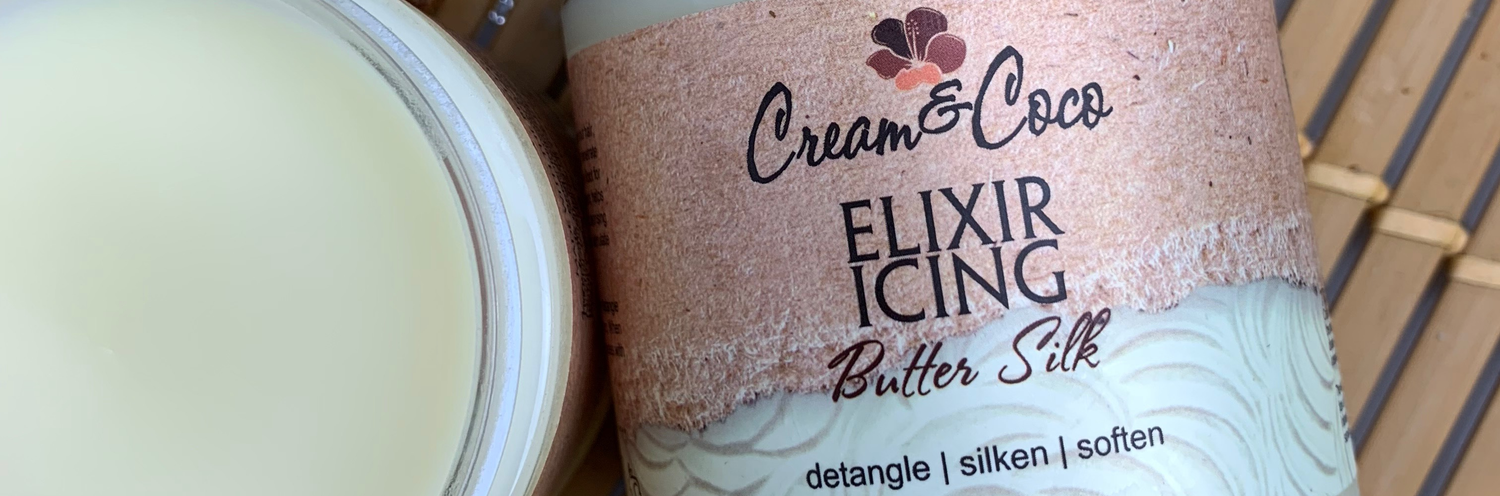 Cream & Coco
ELIXIR
ICING
Butter Silk
detangle | silken | soften